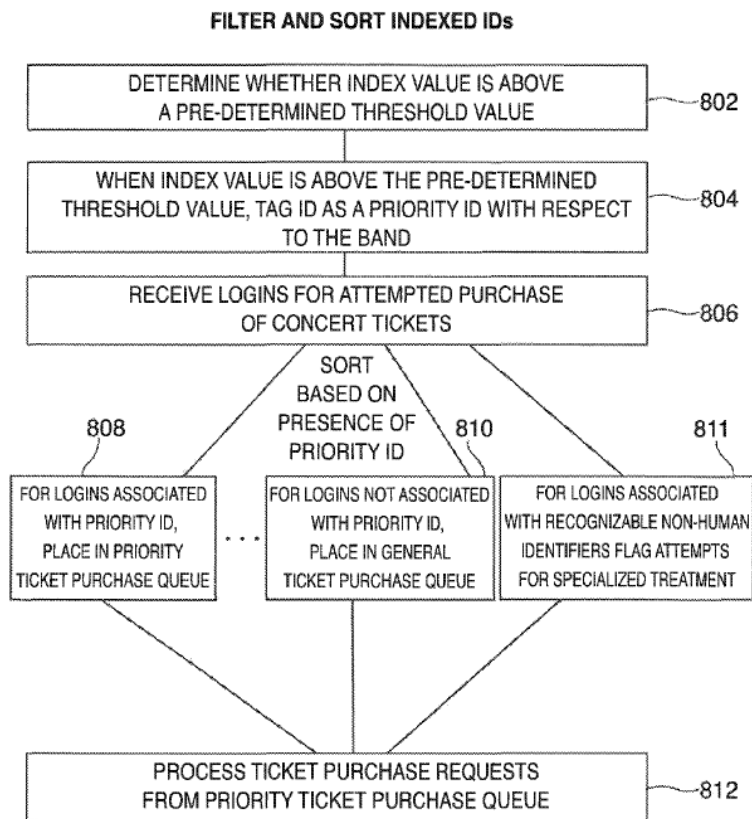 FILTER AND SORT INDEXED IDs
DETERMINE WHETHER INDEX VALUE IS ABOVE
A PRE-DETERMINED THRESHOLD VALUE
802
WHEN INDEX VALUE IS ABOVE THE PRE-DETERMINED
THRESHOLD VALUE, TAG ID AS A PRIORITY ID WITH RESPECT
TO THE BAND
804
RECEIVE LOGINS FOR ATTEMPTED PURCHASE
OF CONCERT TICKETS
806
SORT
BASED ON
PRESENCE OF
PRIORITY ID
808
FOR LOGINS ASSOCIATED
WITH PRIORITY ID,
PLACE IN PRIORITY
TICKET PURCHASE QUEUE
. . .
810
FOR LOGINS NOT ASSOCIATED
WITH PRIORITY ID,
PLACE IN GENERAL
TICKET PURCHASE QUEUE
811
FOR LOGINS ASSOCIATED
WITH RECOGNIZABLE NON-HUMAN
IDENTIFIERS FLAG ATTEMPTS
FOR SPECIALIZED TREATMENT
PROCESS TICKET PURCHASE REQUESTS
FROM PRIORITY TICKET PURCHASE QUEUE
812